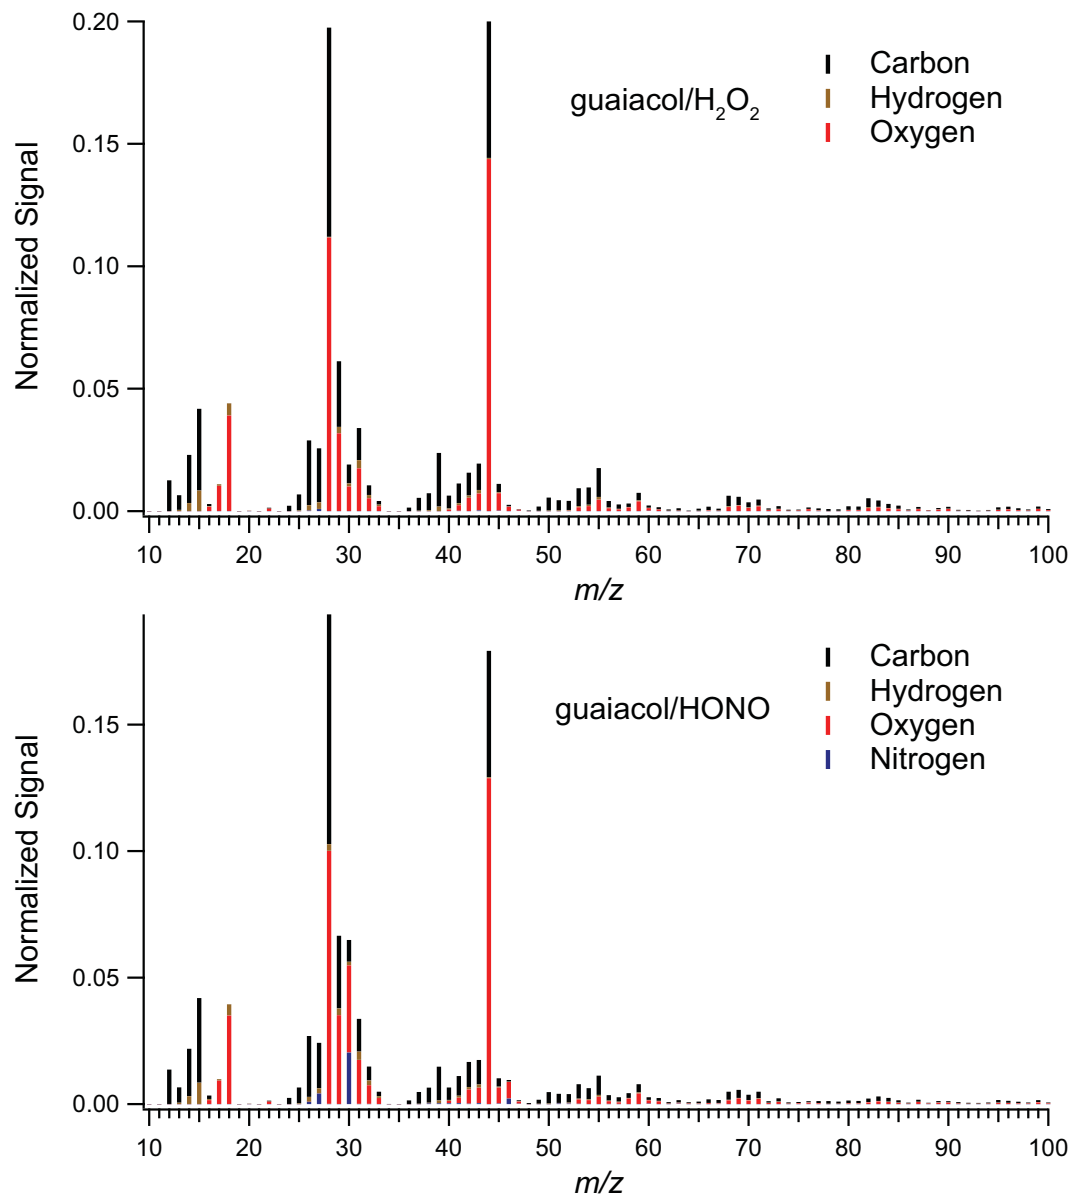 0.20
0.15
0.10
0.05
0.00
Normalized Signal
guaiacol/H₂O₂
Carbon
Hydrogen
Oxygen
10 20 30 40 50 60 70 80 90 100
m/z
0.15
0.10
0.05
0.00
Normalized Signal
guaiacol/HONO
Carbon
Hydrogen
Oxygen
Nitrogen
10 20 30 40 50 60 70 80 90 100
m/z